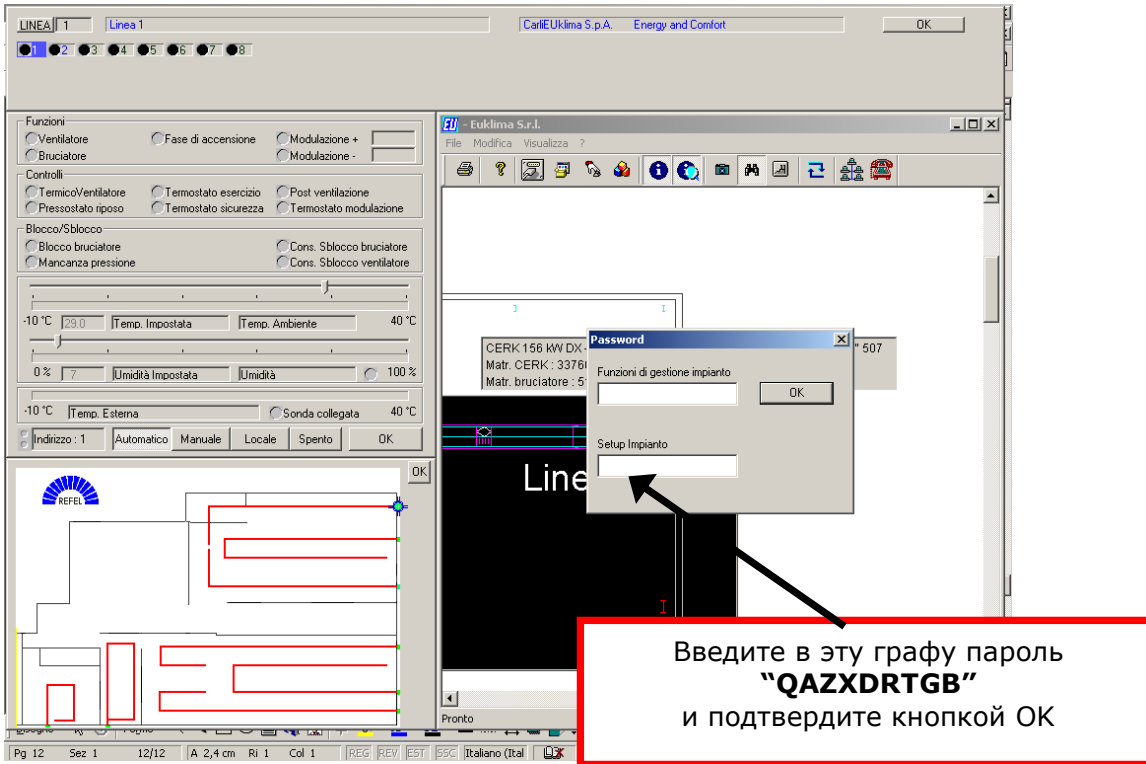 LINEA 1 Linea 1 CarliEUklima S.p.A. Energy and Comfort OK
1 2 3 4 5 6 7 8
Funzioni
Ventilatore Fase di accensione Modulazione +
Bruciatore Modulazione -
Controlli
TermicoVentilatore Termostato esercizio Post ventilazione
Pressostato riposo Termostato sicurezza Termostato modulazione
Blocco/Sblocco
Blocco bruciatore Cons. Sblocco bruciatore
Mancanza pressione Cons. Sblocco ventilatore
-10 °C 29.0 Temp. Impostata Temp. Ambiente 40 °C
0 % 7 Umidità Impostata Umidità 100 %
-10 °C Temp. Esterna Sonda collegata 40 °C
Indirizzo : 1 Automatico Manuale Locale Spento OK
OK
REFEL
EU - Euklima S.r.l.
File Modifica Visualizza ?
CERK 156 kW DX - " 507
Matr. CERK : 3376
Matr. bruciatore : 5
Line
Password
Funzioni di gestione impianto
OK
Setup Impianto
Pronto
Введите в эту графу пароль
“QAZXDRTGB”
и подтвердите кнопкой OK
Pg 12 Sez 1 12/12 A 2,4 cm Ri 1 Col 1 REG REV EST SSC Italiano (Ital